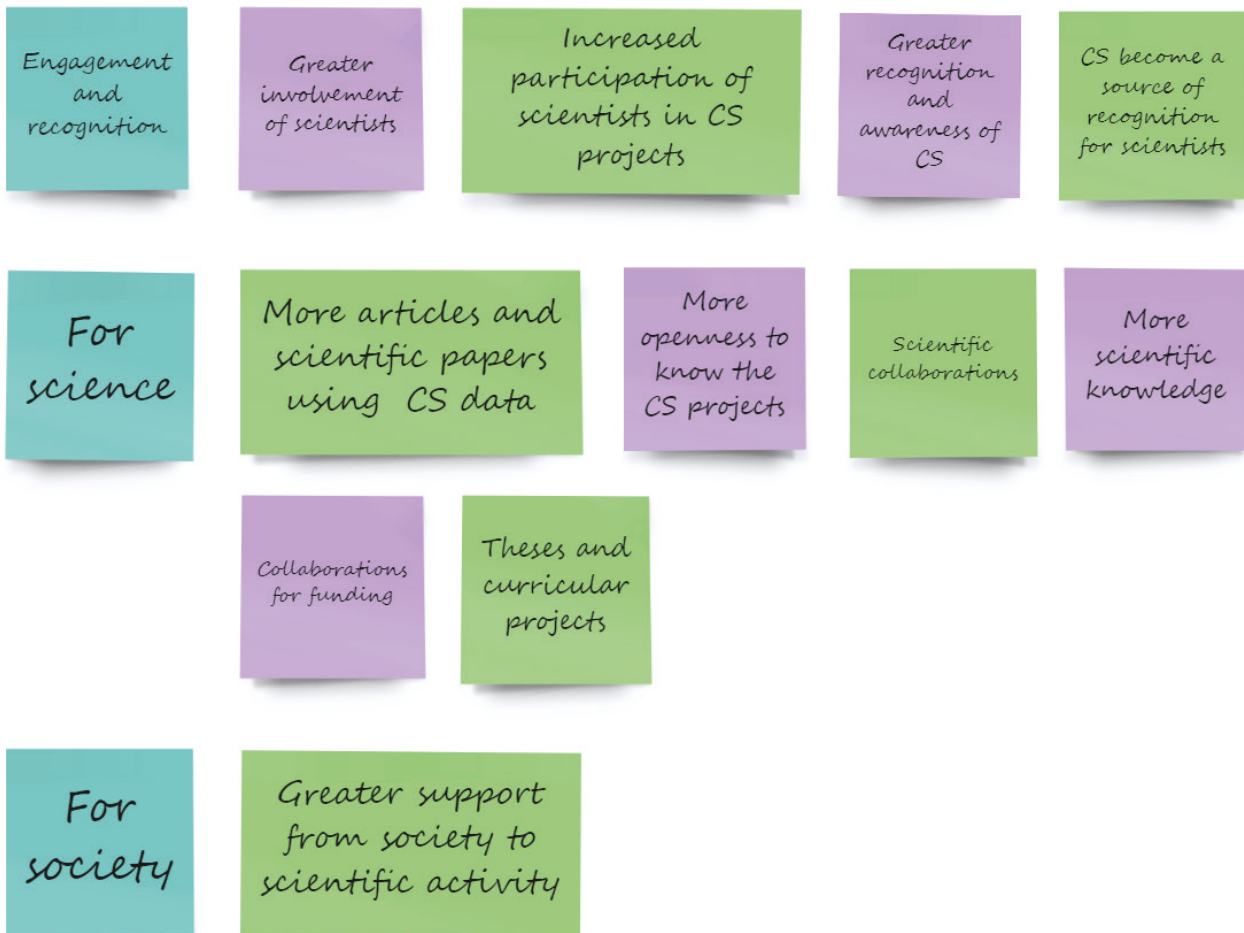 Engagement
and
recognition
Greater
involvement
of scientists
Increased
participation of
scientists in CS
projects
Greater
recognition
and
awareness of
CS
CS become a
source of
recognition
for scientists
For
science
More articles and
scientific papers
using CS data
More
openness to
know the
CS projects
Scientific
collaborations
More
scientific
knowledge
Collaborations
for funding
Theses and
curricular
projects
For
society
Greater support
from society to
scientific activity